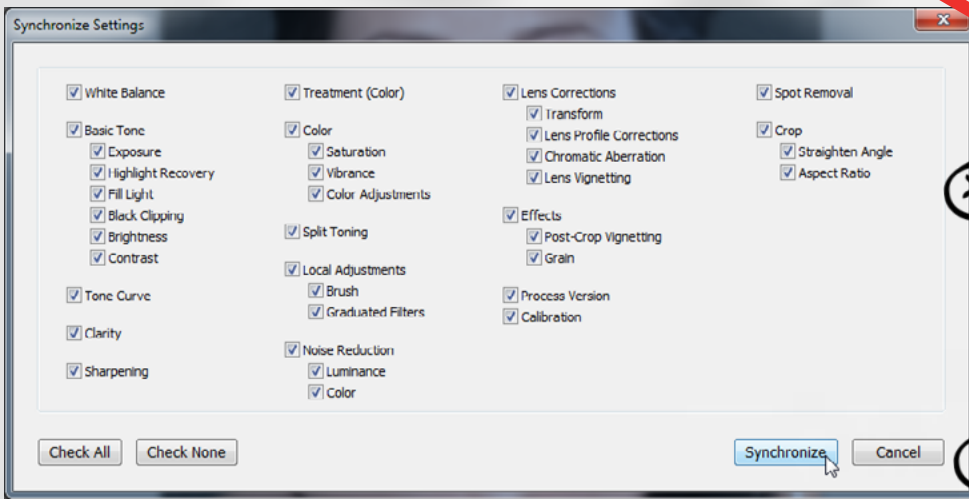 Synchronize Settings
White Balance
Basic Tone
Exposure
Highlight Recovery
Fill Light
Black Clipping
Brightness
Contrast
Tone Curve
Clarity
Sharpening
Treatment (Color)
Color
Saturation
Vibrance
Color Adjustments
Split Toning
Local Adjustments
Brush
Graduated Filters
Noise Reduction
Luminance
Color
Lens Corrections
Transform
Lens Profile Corrections
Chromatic Aberration
Lens Vignetting
Effects
Post-Crop Vignetting
Grain
Process Version
Calibration
Spot Removal
Crop
Straighten Angle
Aspect Ratio
Check All
Check None
Synchronize
Cancel